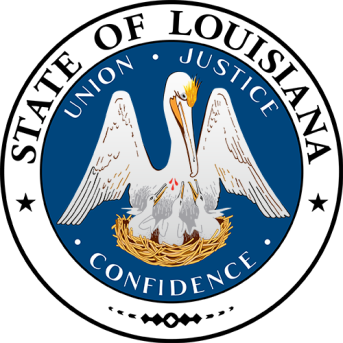 STATE OF LOUISIANA
UNION · JUSTICE
· CONFIDENCE ·